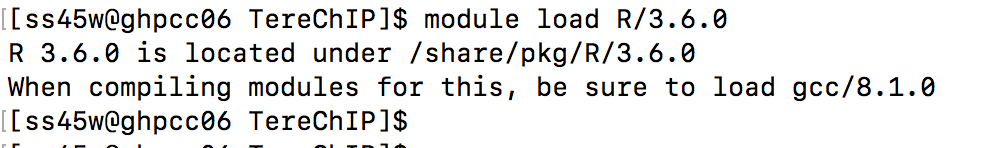 [[ss45w@ghpcc06 TereChIP]$ module load R/3.6.0
R 3.6.0 is located under /share/pkg/R/3.6.0
When compiling modules for this, be sure to load gcc/8.1.0
[[ss45w@ghpcc06 TereChIP]$